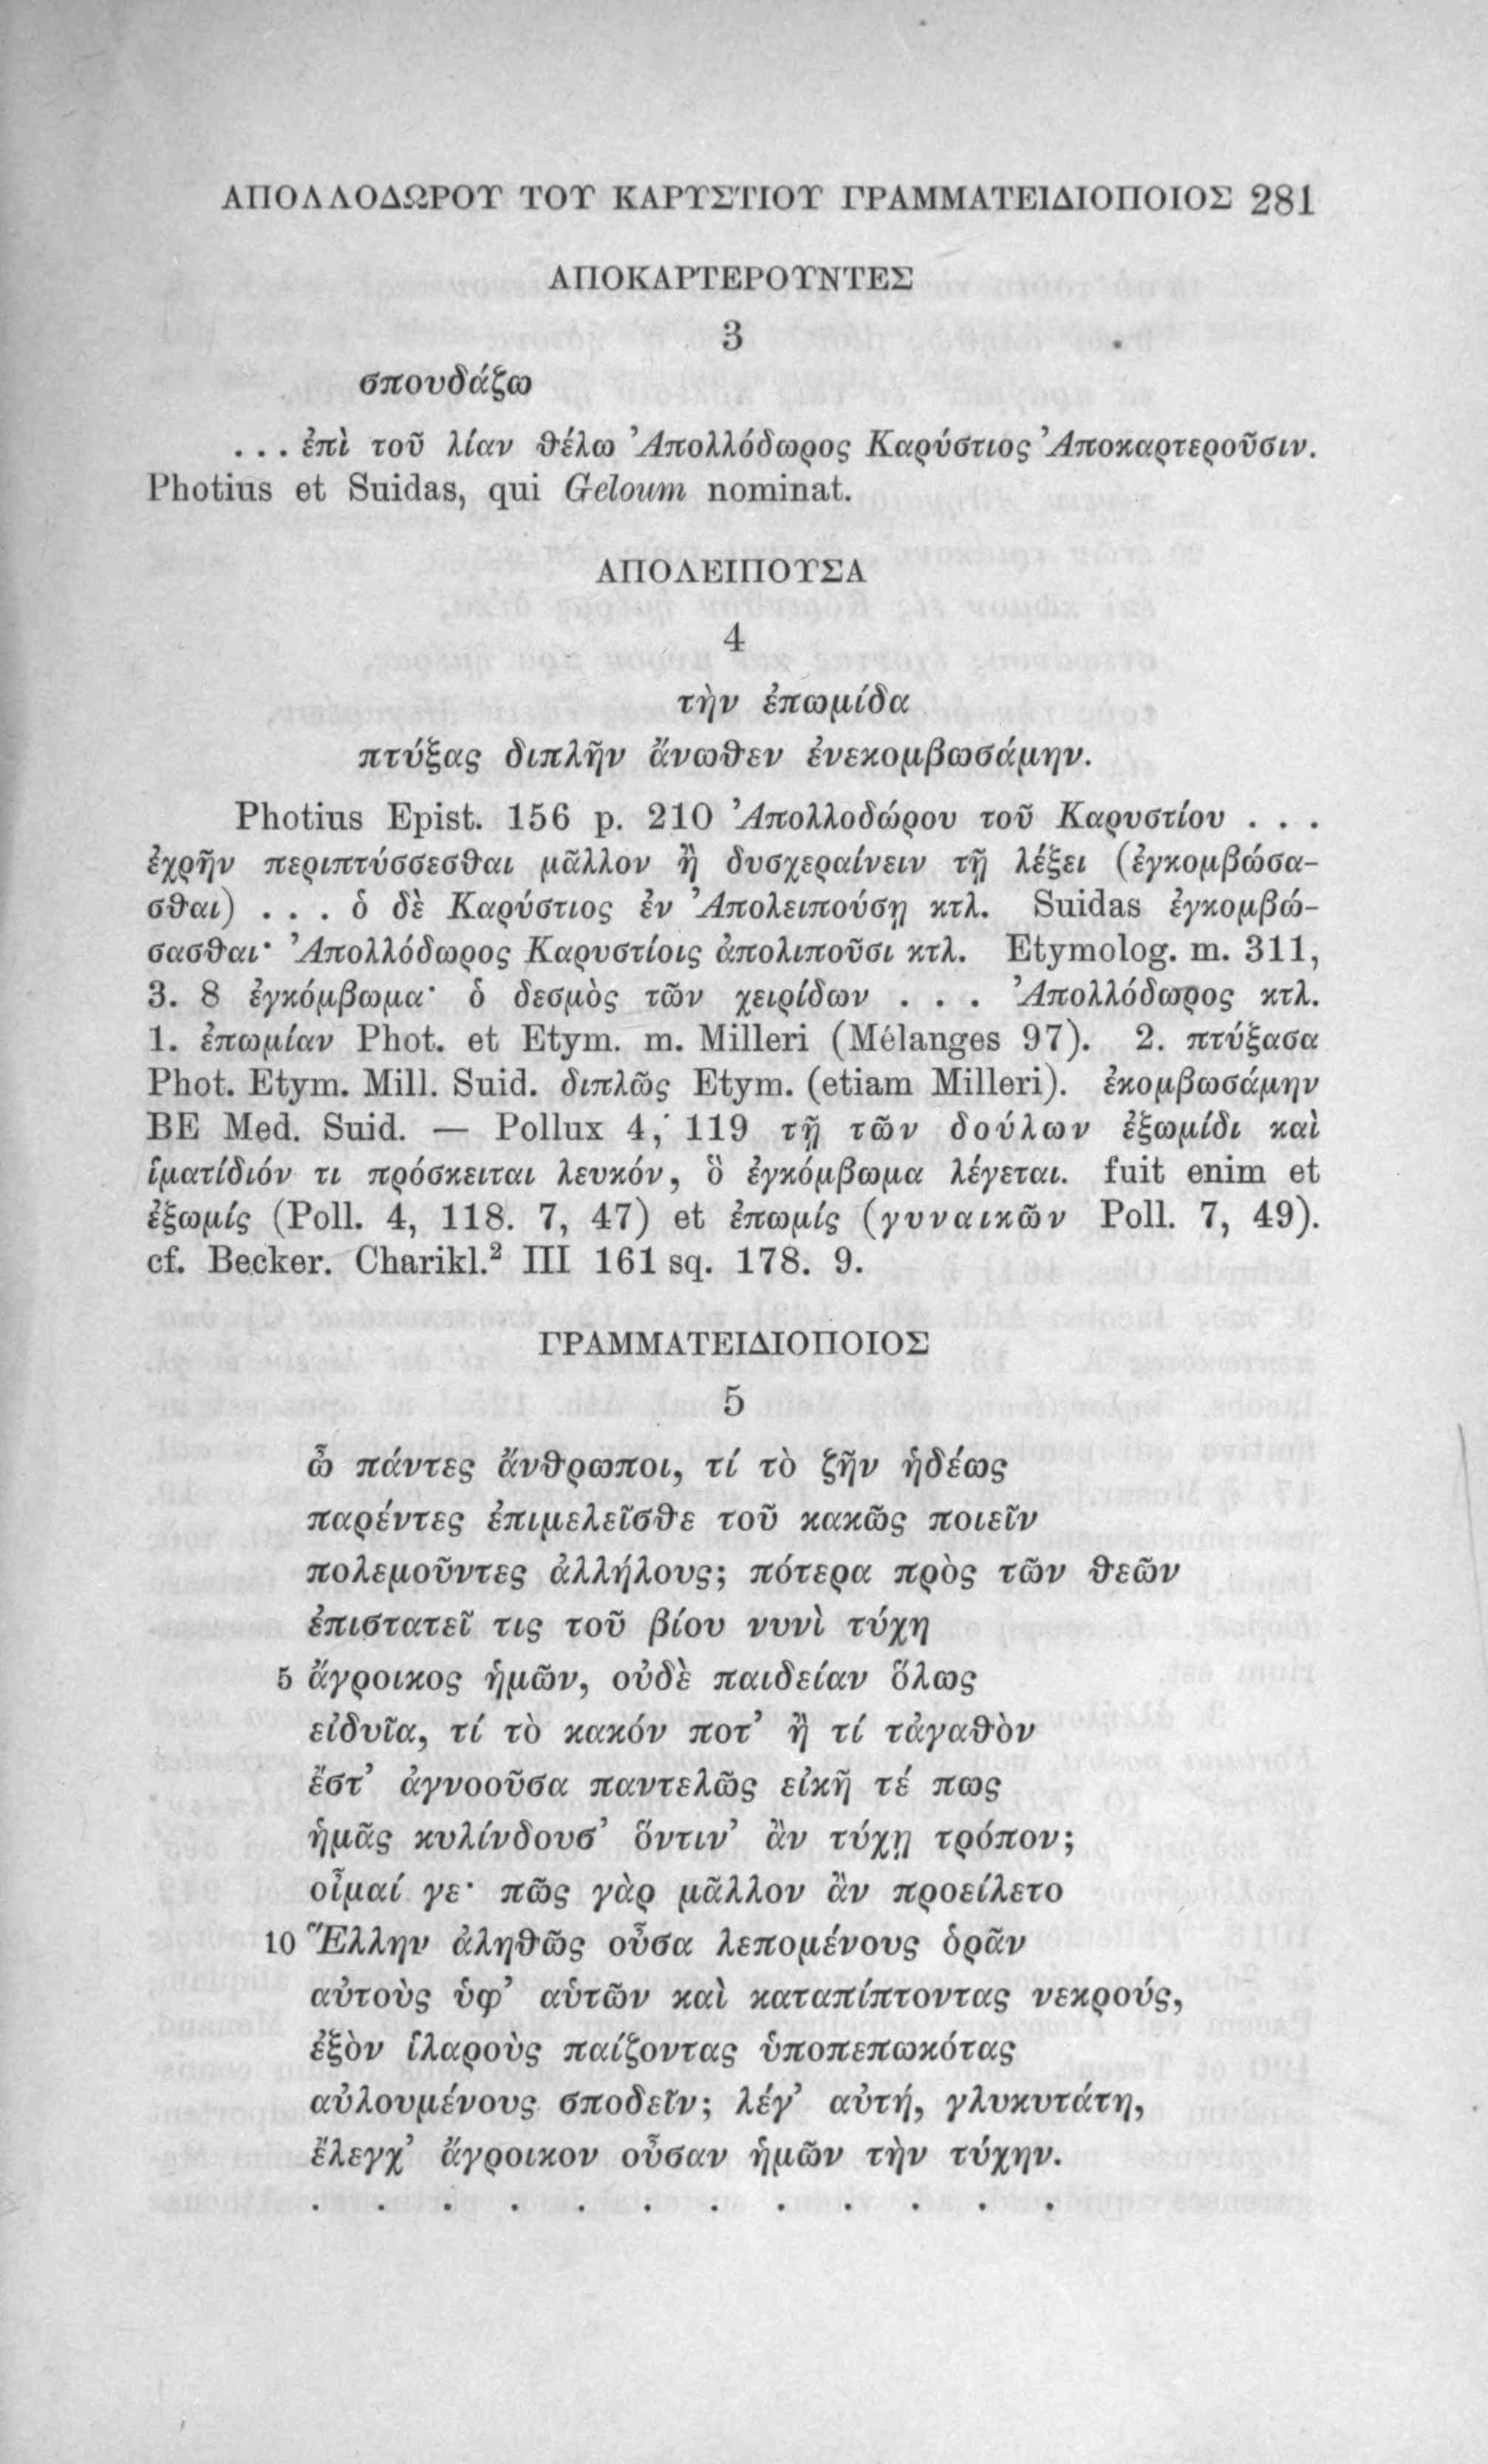 ΑΠΟΛΛΟΔΩΡΟΥ ΤΟΥ ΚΑΡΥΣΤΙΟΥ ΓΡΑΜΜΑΤΕΙΔΙΟΠΟΙΟΣ 281
ΑΠΟΚΑΡΤΕΡΟΥΝΤΕΣ
3
σπουδάζω
... ἐπὶ τοῦ λίαν θέλω Ἀπολλόδωρος Καρύστιος Ἀποκαρτεροῦσιν.
Photius et Suidas, qui Geloum nominat.
ΑΠΟΛΕΙΠΟΥΣΑ
4
τὴν ἐπωμίδα
πτύξας διπλῆν ἄνωθεν ἐνεκομβωσάμην.
Photius Epist. 156 p. 210 Ἀπολλοδώρου τοῦ Καρυστίου . . .
ἐχρῆν περιπτύσσεσθαι μᾶλλον ἢ δυσχεραίνειν τῇ λέξει (ἐγκομβώσα-
σθαι) . . . ὁ δὲ Καρύστιος ἐν Ἀπολειπούσῃ κτλ. Suidas ἐγκομβώ-
σασθαι· Ἀπολλόδωρος Καρυστίοις ἀπολιποῦσι κτλ. Etymolog. m. 311,
3. 8 ἐγκόμβωμα· ὁ δεσμὸς τῶν χειρίδων . . . Ἀπολλόδωρος κτλ.
1. ἐπωμίαν Phot. et Etym. m. Milleri (Mélanges 97). 2. πτύξασα
Phot. Etym. Mill. Suid. διπλῶς Etym. (etiam Milleri). ἐκομβωσάμην
BE Med. Suid. — Pollux 4, 119 τῇ τῶν δούλων ἐξωμίδι καὶ
ἱματίδιόν τι πρόσκειται λευκόν, ὃ ἐγκόμβωμα λέγεται. fuit enim et
ἐξωμίς (Poll. 4, 118. 7, 47) et ἐπωμίς (γυναικῶν Poll. 7, 49).
cf. Becker. Charikl.² III 161 sq. 178. 9.
ΓΡΑΜΜΑΤΕΙΔΙΟΠΟΙΟΣ
5
ὦ πάντες ἄνθρωποι, τί τὸ ζῆν ἡδέως
παρέντες ἐπιμελεῖσθε τοῦ κακῶς ποιεῖν
πολεμοῦντες ἀλλήλους; πότερα πρὸς τῶν θεῶν
ἐπιστατεῖ τις τοῦ βίου νυνὶ τύχη
5 ἄγροικος ἡμῶν, οὐδὲ παιδείαν ὅλως
εἰδυῖα, τί τὸ κακόν ποτ’ ἢ τί τἀγαθὸν
ἔστ’ ἀγνοοῦσα παντελῶς εἰκῇ τέ πως
ἡμᾶς κυλίνδουσ’ ὅντιν’ ἂν τύχῃ τρόπον;
οἶμαί γε· πῶς γὰρ μᾶλλον ἂν προείλετο
10 Ἕλλην ἀληθῶς οὖσα λεπομένους ὁρᾶν
αὐτοὺς ὑφ’ αὑτῶν καὶ καταπίπτοντας νεκρούς,
ἐξὸν ἱλαροὺς παίζοντας ὑποπεπωκότας
αὐλουμένους σποδεῖν; λέγ’ αὐτή, γλυκυτάτη,
ἔλεγχ’ ἄγροικον οὖσαν ἡμῶν τὴν τύχην.
. . . . . . . . . . . .